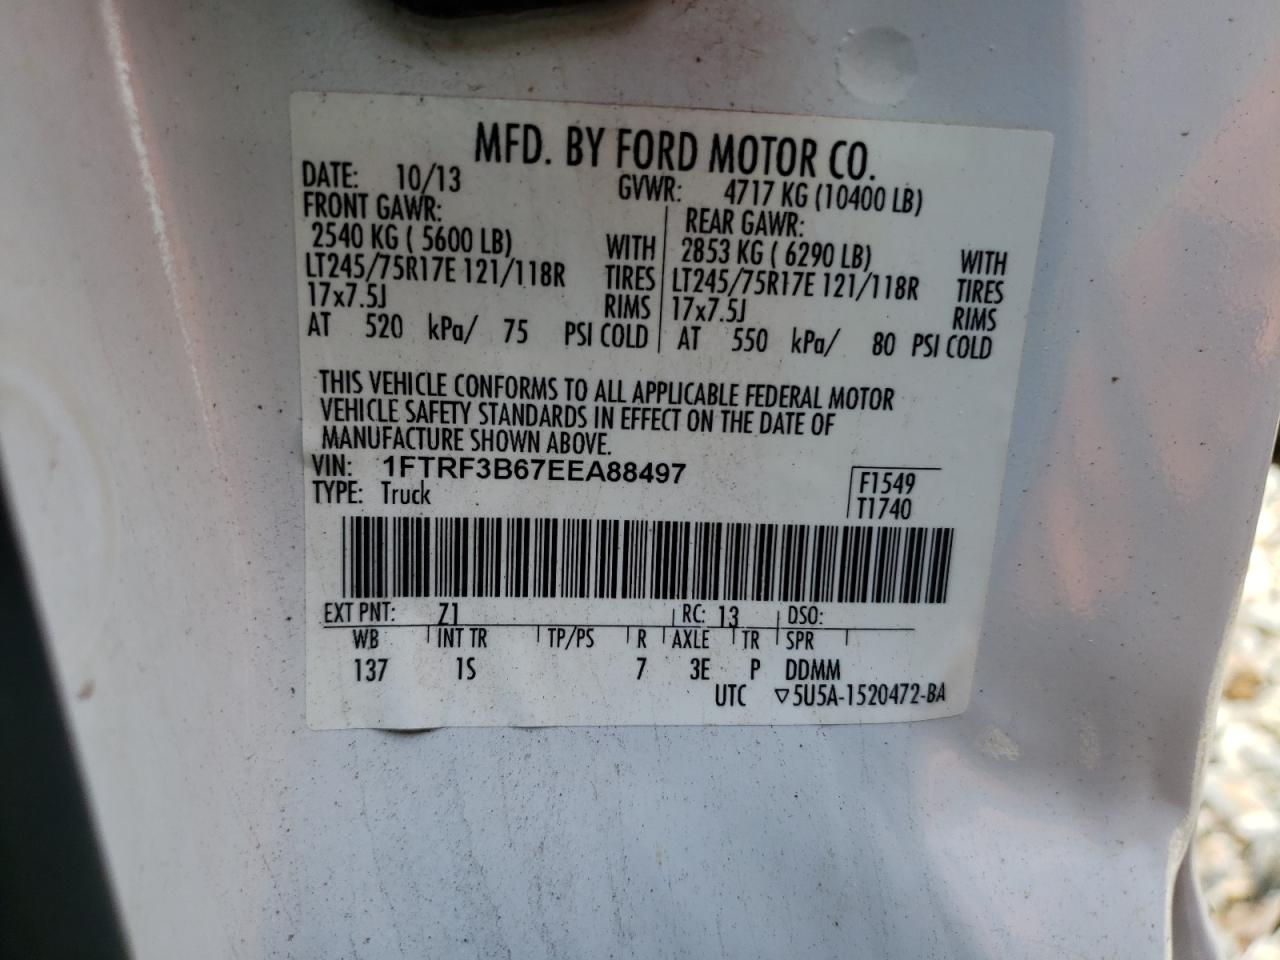 MFD. BY FORD MOTOR CO.
DATE: 10/13 GVWR: 4717 KG (10400 LB)
FRONT GAWR: REAR GAWR:
2540 KG ( 5600 LB) WITH 2853 KG ( 6290 LB) WITH
LT245/75R17E 121/118R TIRES LT245/75R17E 121/118R TIRES
17x7.5J RIMS 17x7.5J RIMS
AT 520 kPa/ 75 PSI COLD AT 550 kPa/ 80 PSI COLD
THIS VEHICLE CONFORMS TO ALL APPLICABLE FEDERAL MOTOR
VEHICLE SAFETY STANDARDS IN EFFECT ON THE DATE OF
MANUFACTURE SHOWN ABOVE.
VIN: 1FTRF3B67EEA88497
TYPE: Truck
F1549
T1740
EXT PNT: Z1 RC: 13 DSO:
WB INT TR TP/PS R AXLE TR SPR
137 1S 7 3E P DDMM
UTC ▽5U5A-1520472-BA